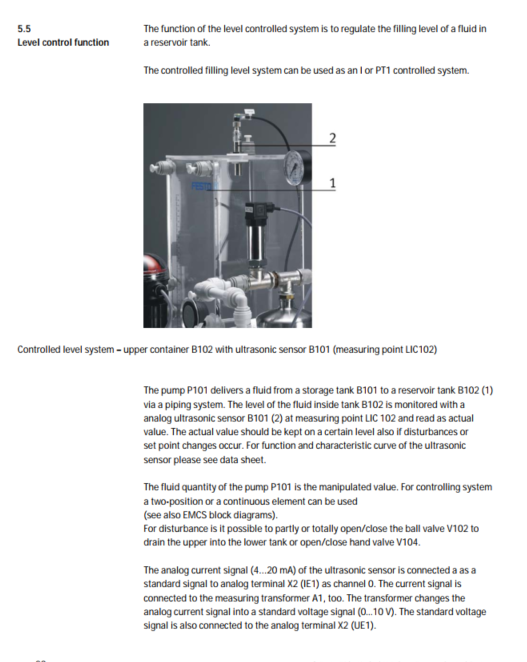 5.5
Level control function
The function of the level controlled system is to regulate the filling level of a fluid in
a reservoir tank.
The controlled filling level system can be used as an I or PT1 controlled system.
2
1
FESTO
Controlled level system – upper container B102 with ultrasonic sensor B101 (measuring point LIC102)
The pump P101 delivers a fluid from a storage tank B101 to a reservoir tank B102 (1)
via a piping system. The level of the fluid inside tank B102 is monitored with a
analog ultrasonic sensor B101 (2) at measuring point LIC 102 and read as actual
value. The actual value should be kept on a certain level also if disturbances or
set point changes occur. For function and characteristic curve of the ultrasonic
sensor please see data sheet.
The fluid quantity of the pump P101 is the manipulated value. For controlling system
a two-position or a continuous element can be used
(see also EMCS block diagrams).
For disturbance is it possible to partly or totally open/close the ball valve V102 to
drain the upper into the lower tank or open/close hand valve V104.
The analog current signal (4...20 mA) of the ultrasonic sensor is connected a as a
standard signal to analog terminal X2 (IE1) as channel 0. The current signal is
connected to the measuring transformer A1, too. The transformer changes the
analog current signal into a standard voltage signal (0...10 V). The standard voltage
signal is also connected to the analog terminal X2 (UE1).